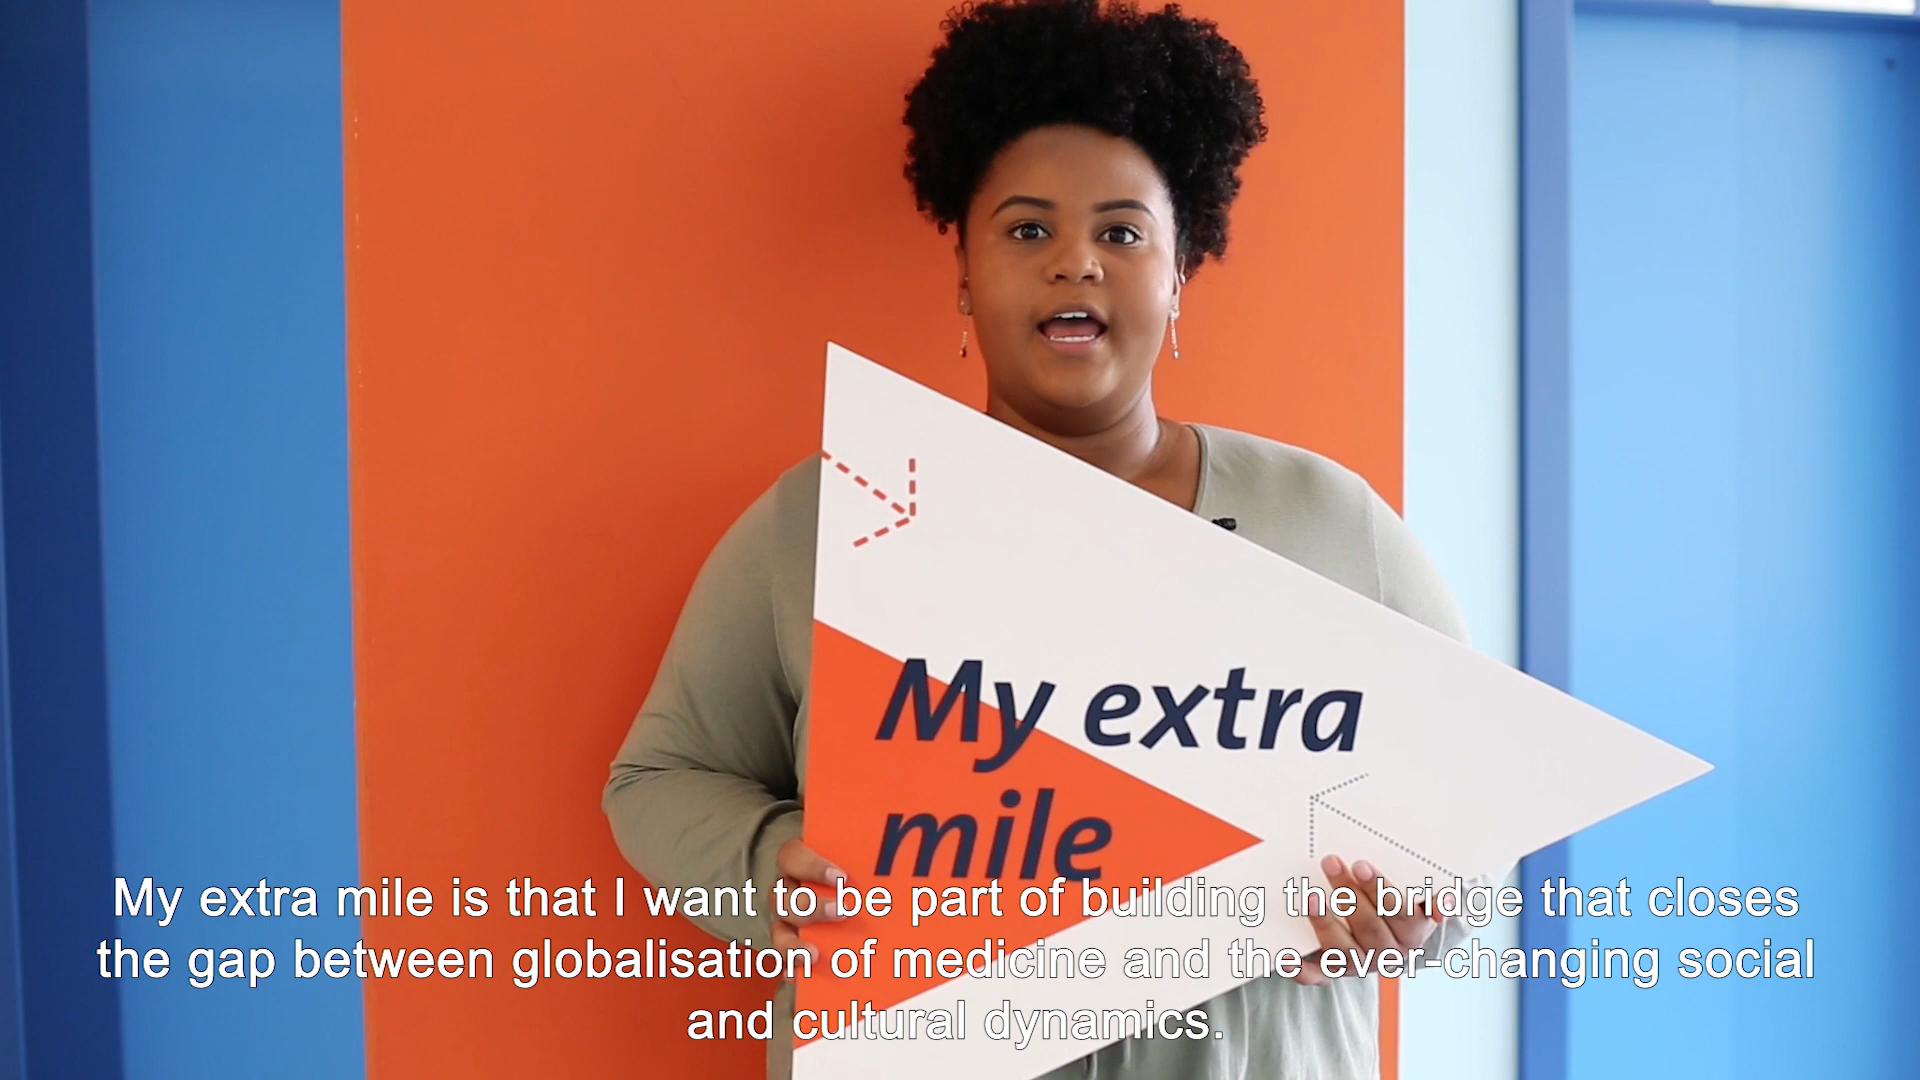 My extra
mile
My extra mile is that I want to be part of building the bridge that closes
the gap between globalisation of medicine and the ever-changing social
and cultural dynamics.